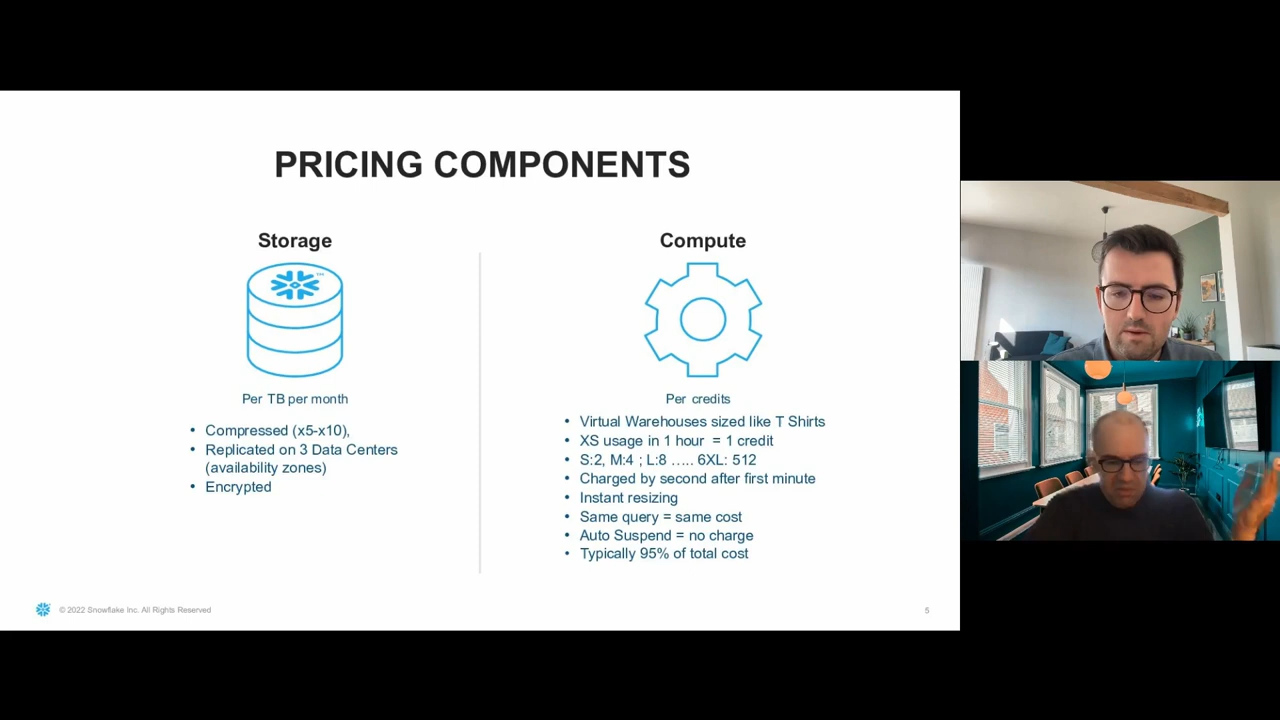 PRICING COMPONENTS
Storage
Per TB per month
• Compressed (x5-x10),
• Replicated on 3 Data Centers
(availability zones)
• Encrypted
Compute
Per credits
• Virtual Warehouses sized like T Shirts
• XS usage in 1 hour = 1 credit
• S:2, M:4 ; L:8 ..... 6XL: 512
• Charged by second after first minute
• Instant resizing
• Same query = same cost
• Auto Suspend = no charge
• Typically 95% of total cost
© 2022 Snowflake Inc. All Rights Reserved
5